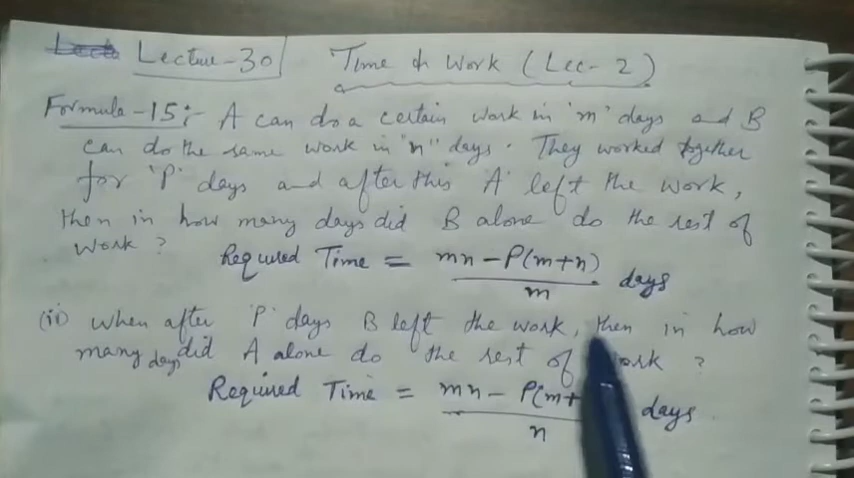 Lecture-30 Time & Work (Lec-2)
Formula-15:- A can do a certain work in 'm' days and B
can do the same work in "n" days. They worked together
for 'P' days and after this A left the work,
then in how many days did B alone do the rest of
work?
Required Time = mn-P(m+n)
m days
(ii) When after 'P' days B left the work, then in how
many days did A alone do the rest of work ?
Required Time = mn-P(m+
n days